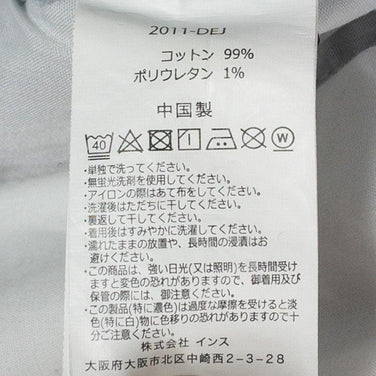 2011-DEJ
コットン 99%
ポリウレタン 1%
中国製
40 W
・単独で洗ってください。
・無蛍光洗剤を使用してください。
・アイロンの際はあて布をしてください。
・洗濯後はただちに干してください。
・裏返して干してください。
・着用後はすみやかに洗濯してください。
・濡れたままの放置や、長時間の浸漬はお
避けください。
・この商品は、強い日光(又は照明)を長時間受け
ますと変色の恐れがありますので、御着用及び
保管の際には、御注意ください。
・この製品(特に濃色)は過度な摩擦を受けると淡
色(特に白)物に色移りの恐れがありますので十
分ご注意ください。
株式会社 インス
大阪府大阪市北区中崎西2-3-28